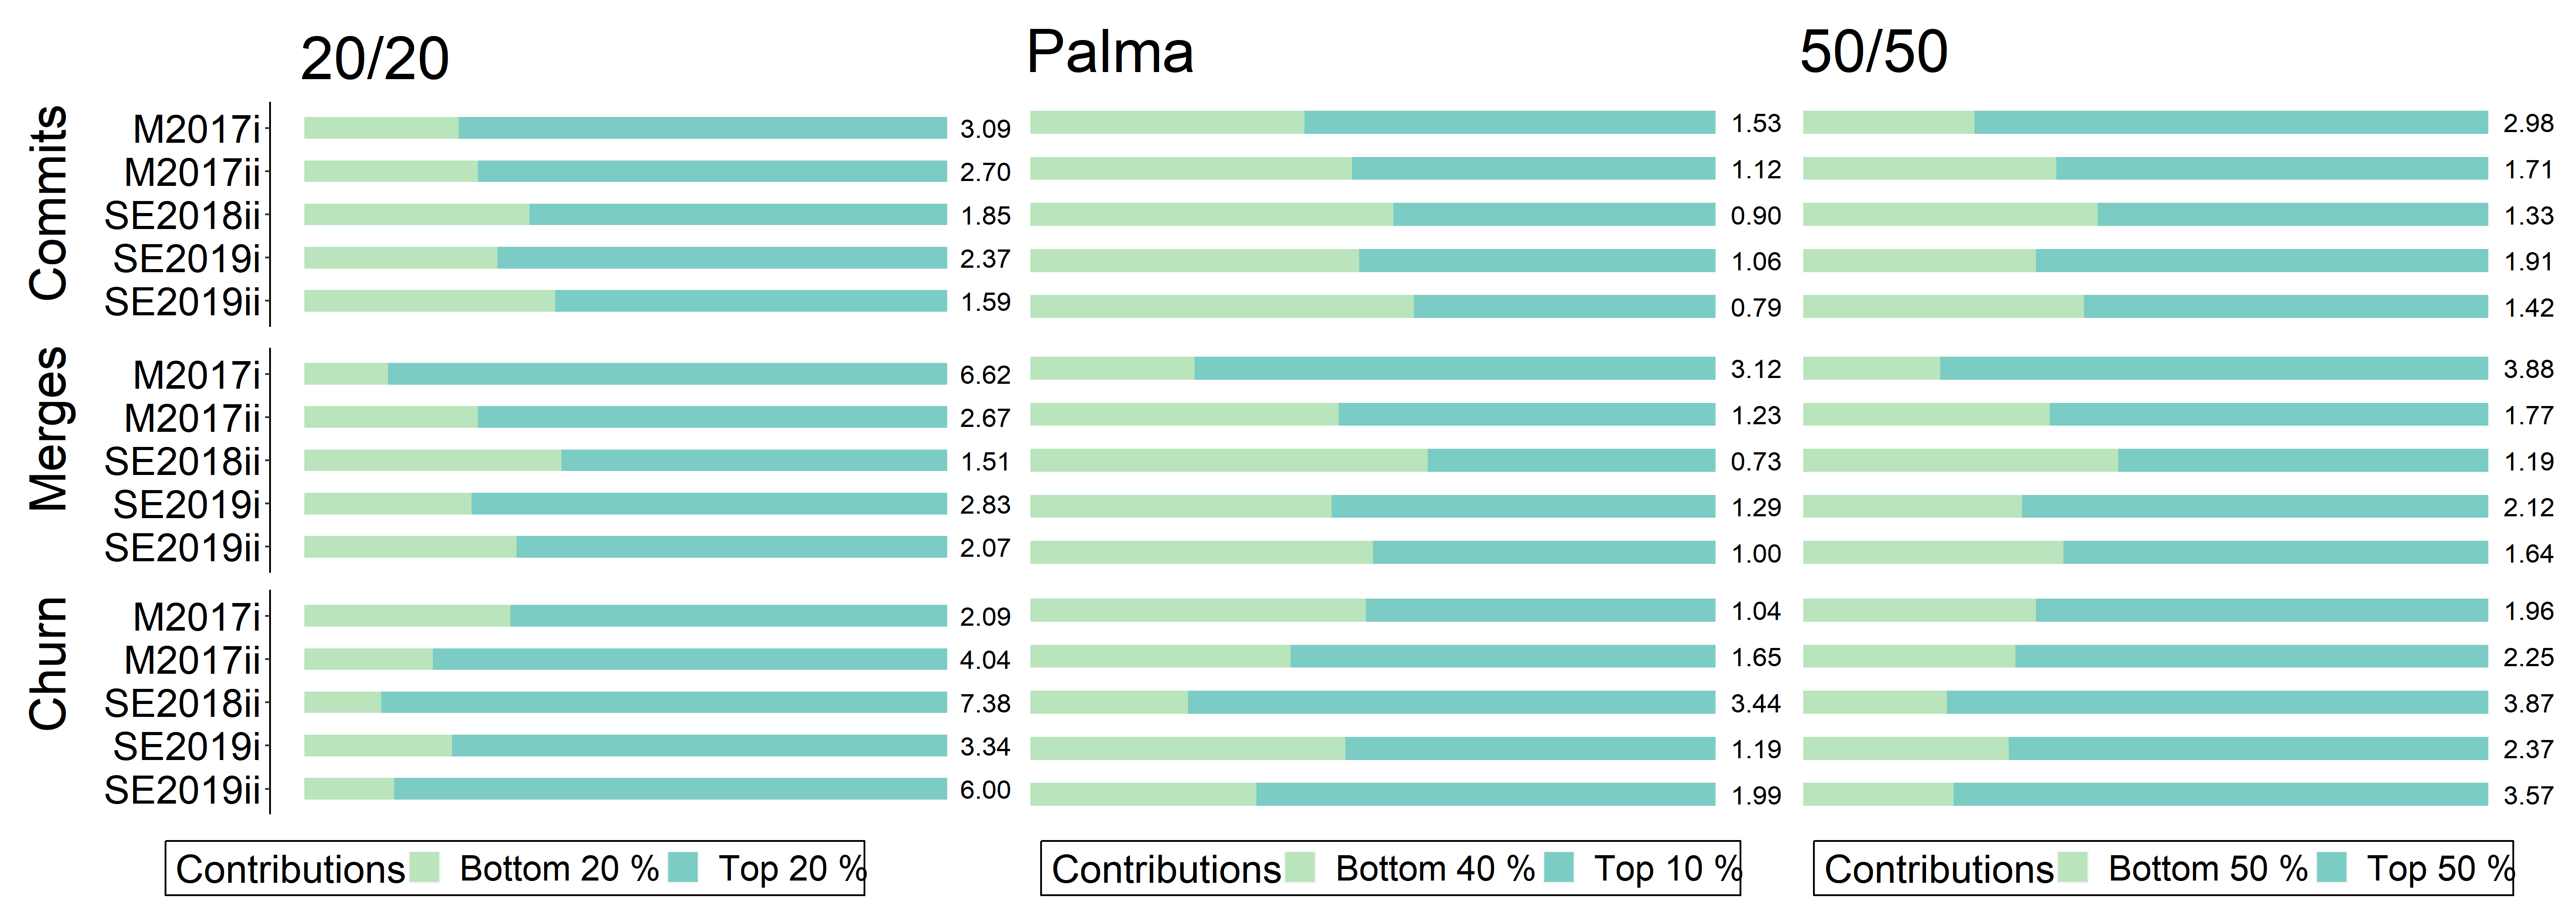 20/20 Palma 50/50
Commits
M2017i 3.09 1.53 2.98
M2017ii 2.70 1.12 1.71
SE2018ii 1.85 0.90 1.33
SE2019i 2.37 1.06 1.91
SE2019ii 1.59 0.79 1.42
Merges
M2017i 6.62 3.12 3.88
M2017ii 2.67 1.23 1.77
SE2018ii 1.51 0.73 1.19
SE2019i 2.83 1.29 2.12
SE2019ii 2.07 1.00 1.64
Churn
M2017i 2.09 1.04 1.96
M2017ii 4.04 1.65 2.25
SE2018ii 7.38 3.44 3.87
SE2019i 3.34 1.19 2.37
SE2019ii 6.00 1.99 3.57
Contributions Bottom 20 % Top 20 %
Contributions Bottom 40 % Top 10 %
Contributions Bottom 50 % Top 50 %